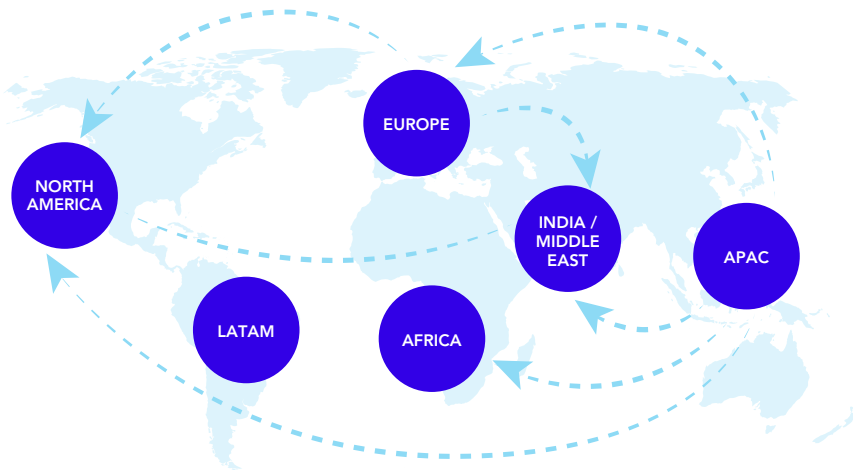 EUROPE
NORTH
AMERICA
INDIA /
MIDDLE
EAST
APAC
LATAM
AFRICA